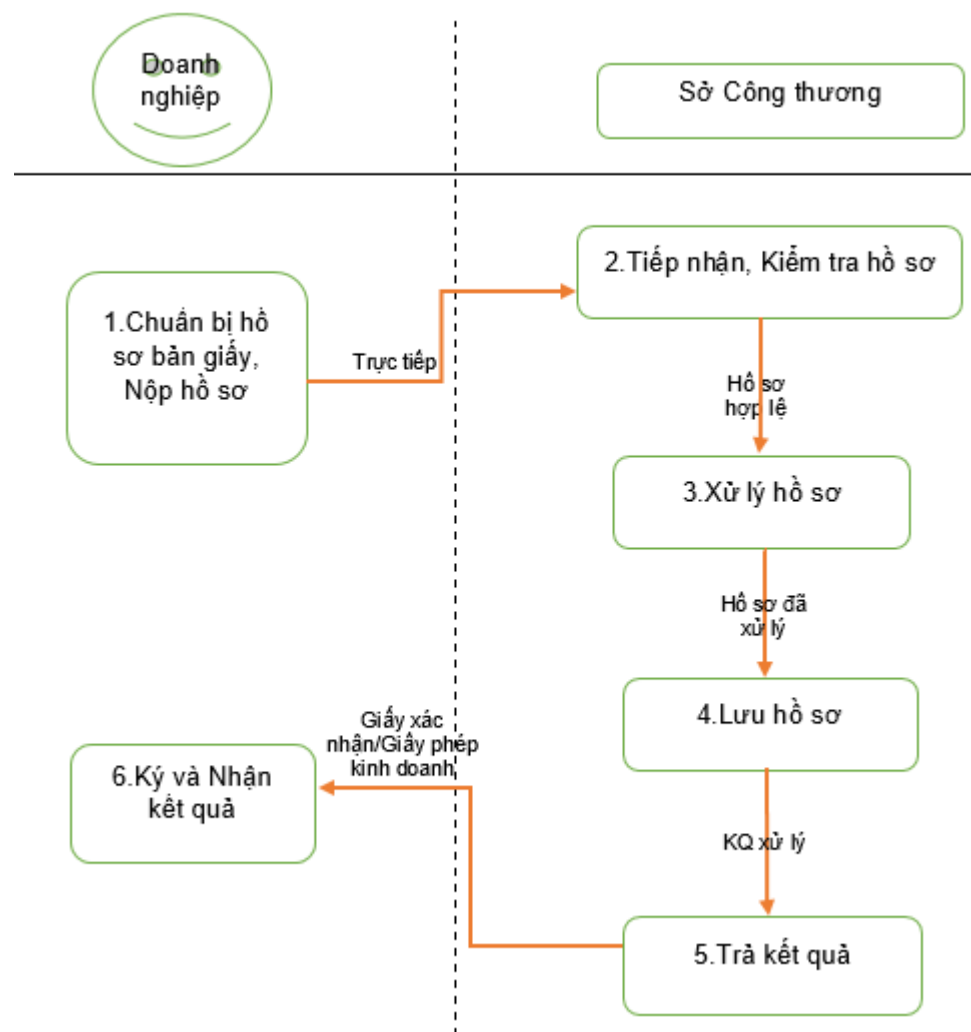 Doanh
nghiệp
Sở Công thương
1.Chuẩn bị hồ
sơ bản giấy,
Nộp hồ sơ
Trực tiếp
2.Tiếp nhận, Kiểm tra hồ sơ
Hồ sơ
hợp lệ
3.Xử lý hồ sơ
Hồ sơ đã
xử lý
4.Lưu hồ sơ
KQ xử lý
5.Trả kết quả
Giấy xác
nhận/Giấy phép
kinh doanh
6.Ký và Nhận
kết quả